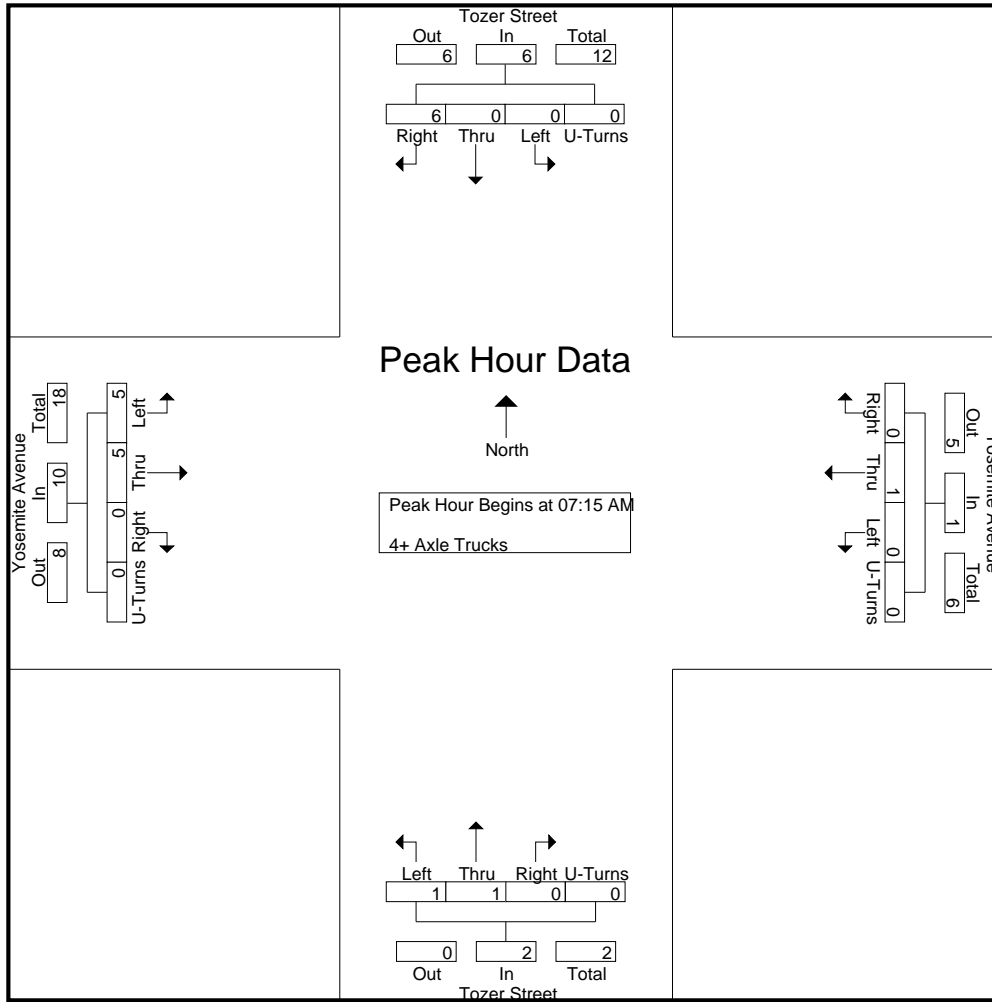 Tozer Street
Out In Total
6 6 12
6 0 0 0
Right Thru Left U-Turns
Peak Hour Data
North
Peak Hour Begins at 07:15 AM
4+ Axle Trucks
Yosemite Avenue
Total In Out
18 10 8
5 5 0 0
Left Thru Right U-Turns
Yosemite Avenue
Out In Total
5 1 6
0 1 0 0
Right Thru Left U-Turns
Left Thru Right U-Turns
1 1 0 0
0 2 2
Out In Total
Tozer Street